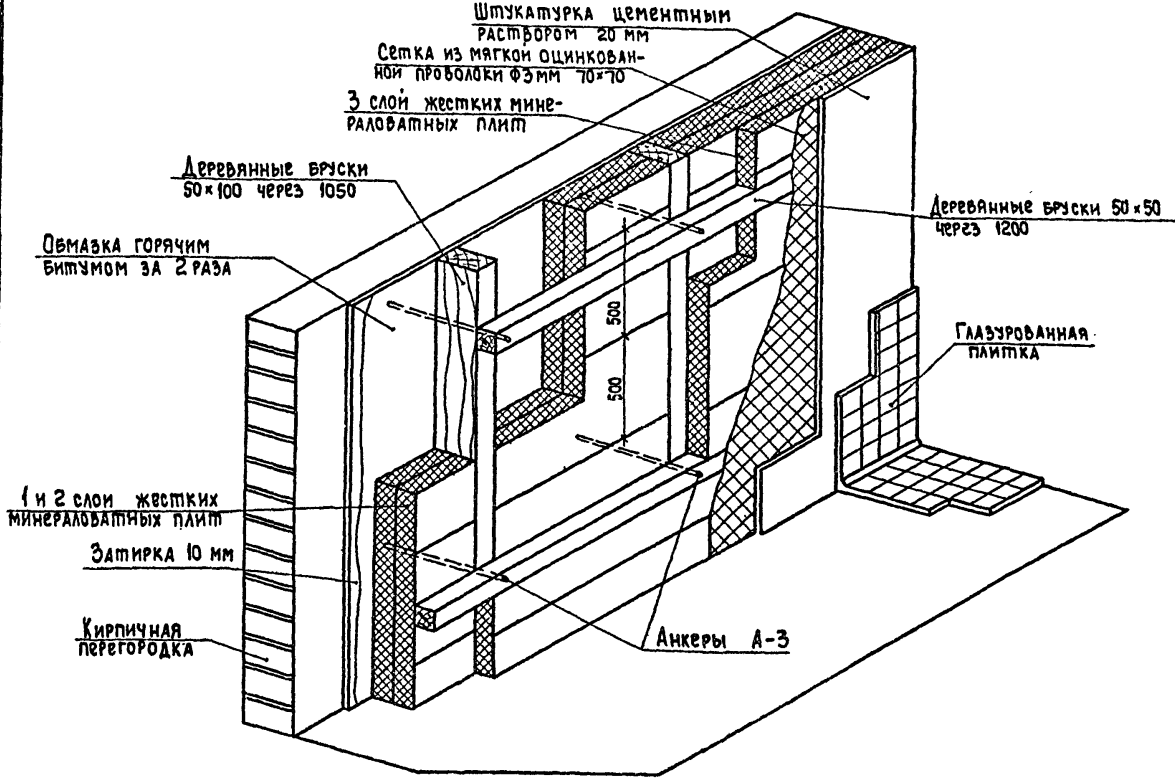 Штукатурка цементным
раствором 20 мм
Сетка из мягкой оцинкован-
ной проволоки Ф3мм 70×70
3 слой жестких мине-
раловатных плит
Деревянные бруски
50×100 через 1050
Обмазка горячим
битумом за 2 раза
Деревянные бруски 50×50
через 1200
500
500
Глазурованная
плитка
1 и 2 слои жестких
минераловатных плит
Затирка 10 мм
Кирпичная
перегородка
Анкеры А-3